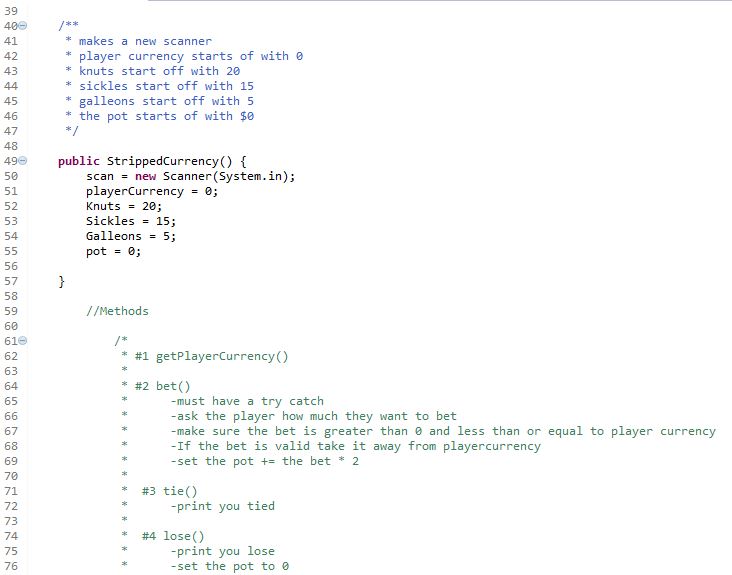 39
40 /**
41 * makes a new scanner
42 * player currency starts of with 0
43 * knuts start off with 20
44 * sickles start off with 15
45 * galleons start off with 5
46 * the pot starts of with $0
47 */
48
49 public StrippedCurrency() {
50 scan = new Scanner(System.in);
51 playerCurrency = 0;
52 Knuts = 20;
53 Sickles = 15;
54 Galleons = 5;
55 pot = 0;
56
57 }
58
59 //Methods
60
61 /*
62 * #1 getPlayerCurrency()
63 *
64 * #2 bet()
65 * -must have a try catch
66 * -ask the player how much they want to bet
67 * -make sure the bet is greater than 0 and less than or equal to player currency
68 * -If the bet is valid take it away from playercurrency
69 * -set the pot += the bet * 2
70 *
71 * #3 tie()
72 * -print you tied
73 *
74 * #4 lose()
75 * -print you lose
76 * -set the pot to 0